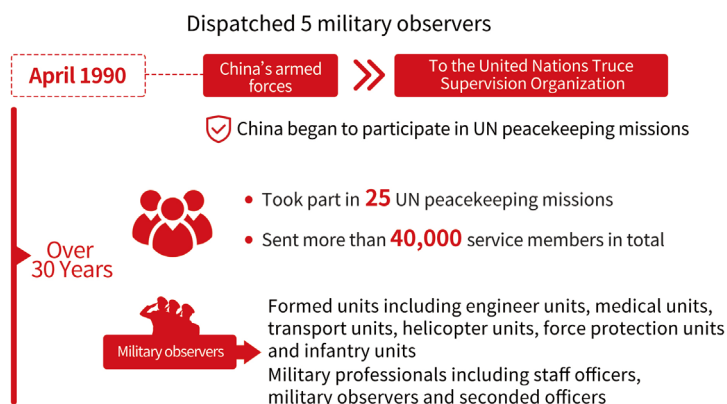 Dispatched 5 military observers
April 1990
China's armed
forces
To the United Nations Truce
Supervision Organization
China began to participate in UN peacekeeping missions
Over
30 Years
• Took part in 25 UN peacekeeping missions
• Sent more than 40,000 service members in total
Military observers
Formed units including engineer units, medical units,
transport units, helicopter units, force protection units
and infantry units
Military professionals including staff officers,
military observers and seconded officers